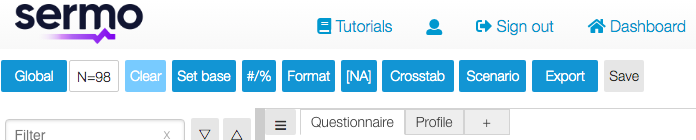 sermo
Tutorials Sign out Dashboard
Global N=98 Clear Set base #/% Format [NA] Crosstab Scenario Export Save
Filter x Questionnaire Profile +